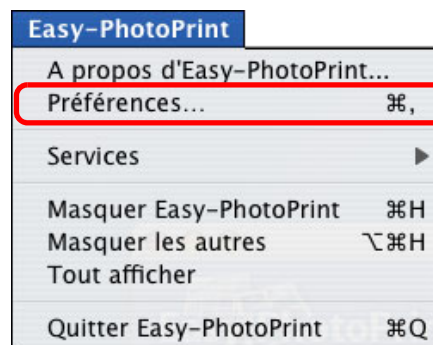 Easy-PhotoPrint
A propos d'Easy-PhotoPrint...
Préférences... ⌘,
Services ▶
Masquer Easy-PhotoPrint ⌘H
Masquer les autres ⌥⌘H
Tout afficher
Quitter Easy-PhotoPrint ⌘Q